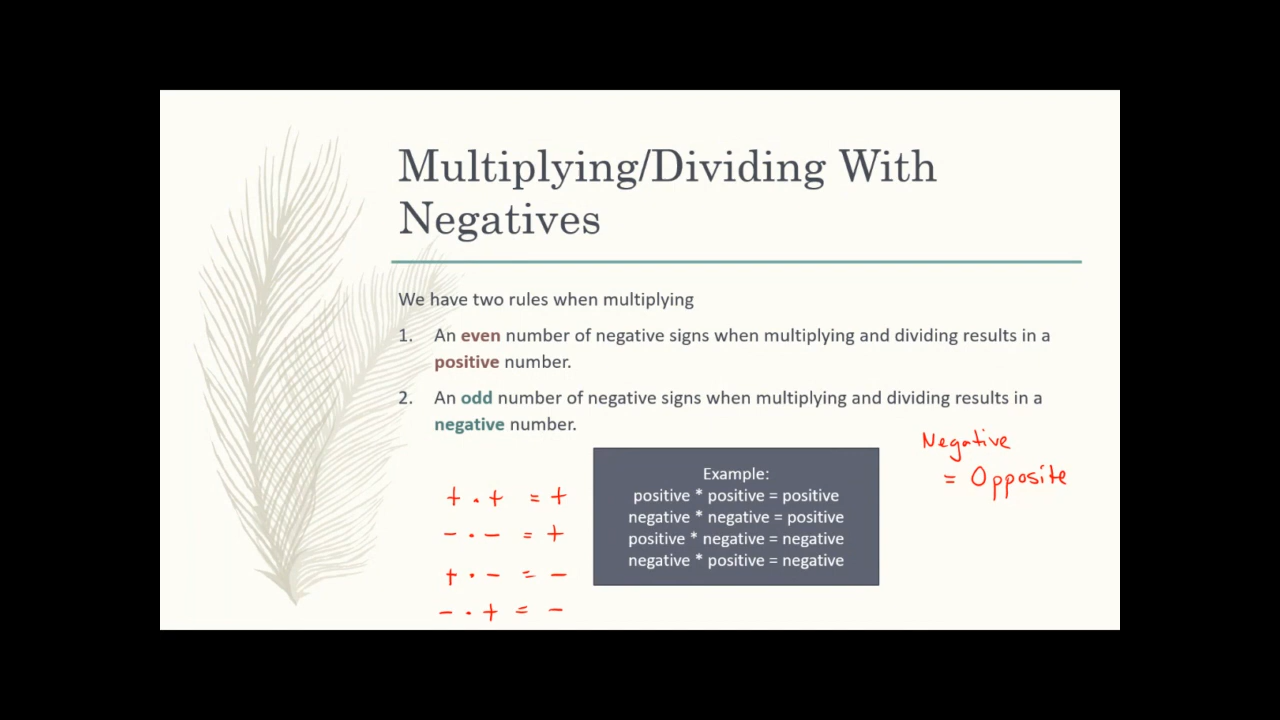 Multiplying/Dividing With
Negatives
We have two rules when multiplying
1. An even number of negative signs when multiplying and dividing results in a
positive number.
2. An odd number of negative signs when multiplying and dividing results in a
negative number.
Negative
= Opposite
Example:
positive * positive = positive
negative * negative = positive
positive * negative = negative
negative * positive = negative
+ · + = +
- · - = +
+ · - = -
- · + = -